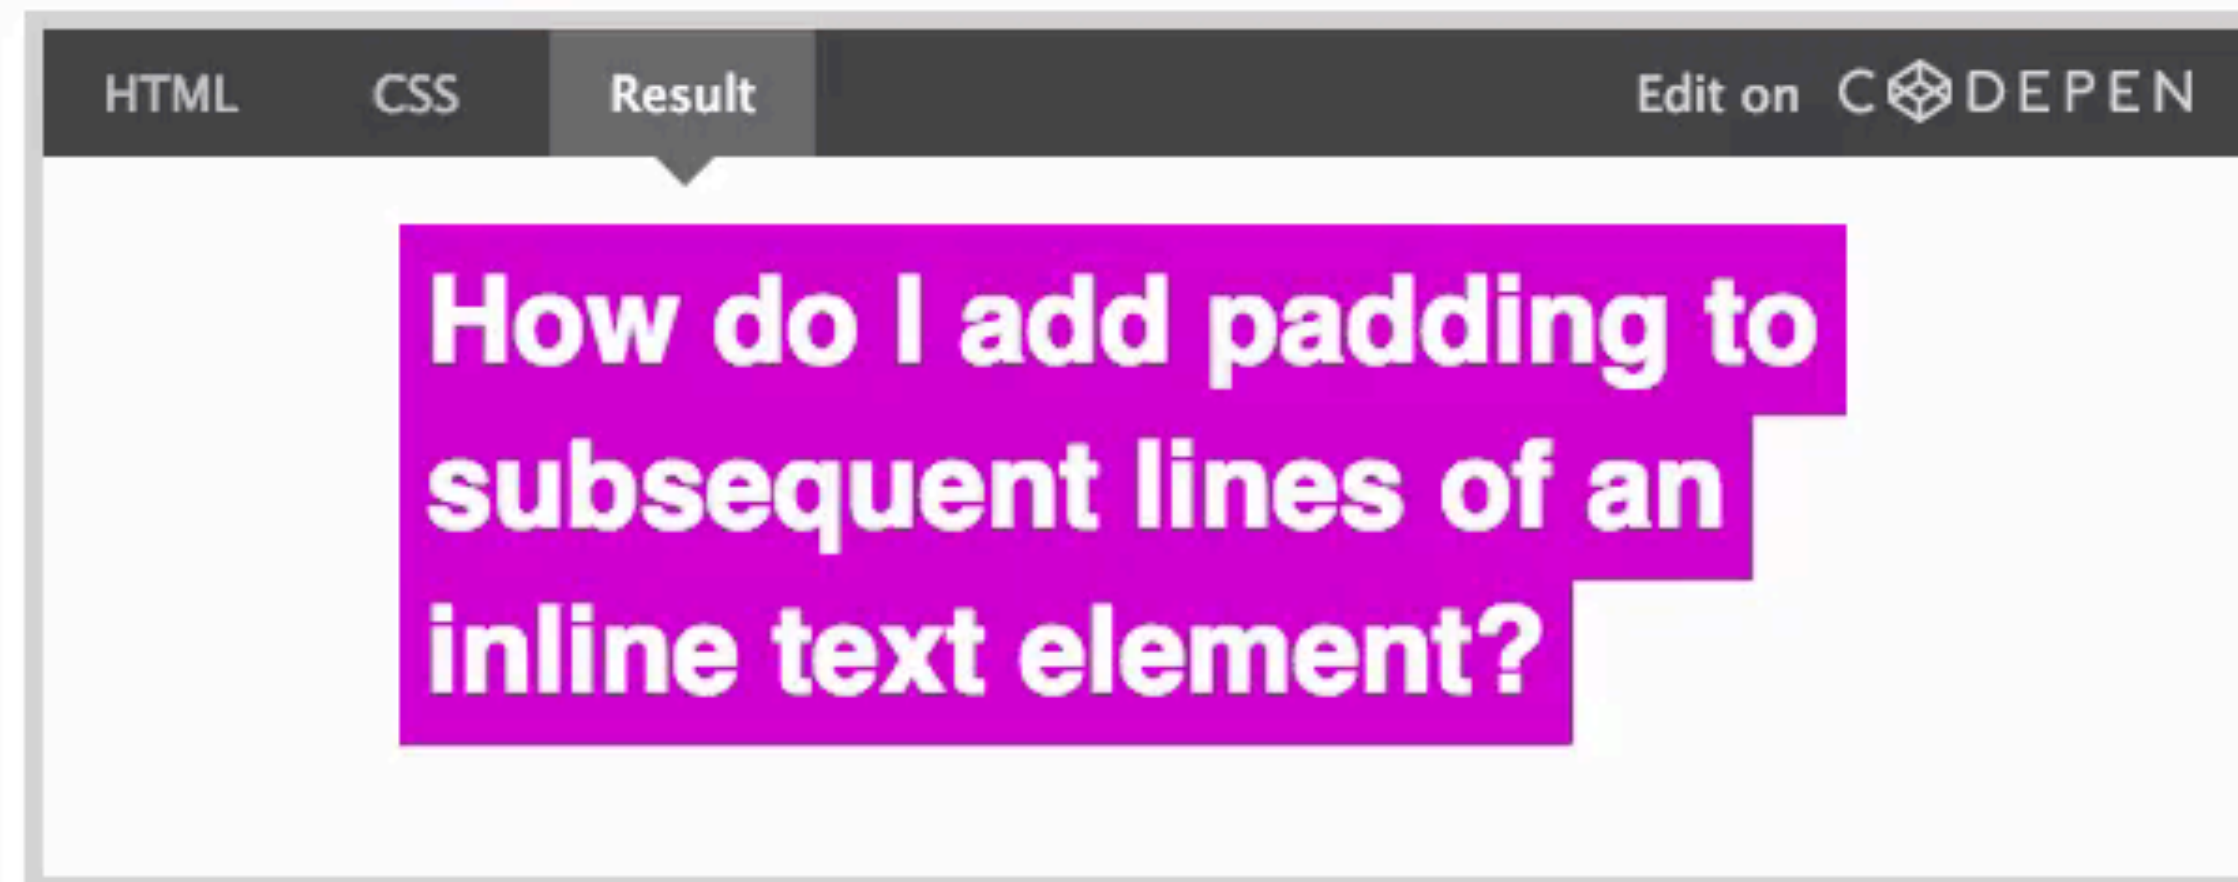 HTML CSS Result Edit on CODEPEN
How do I add padding to
subsequent lines of an
inline text element?